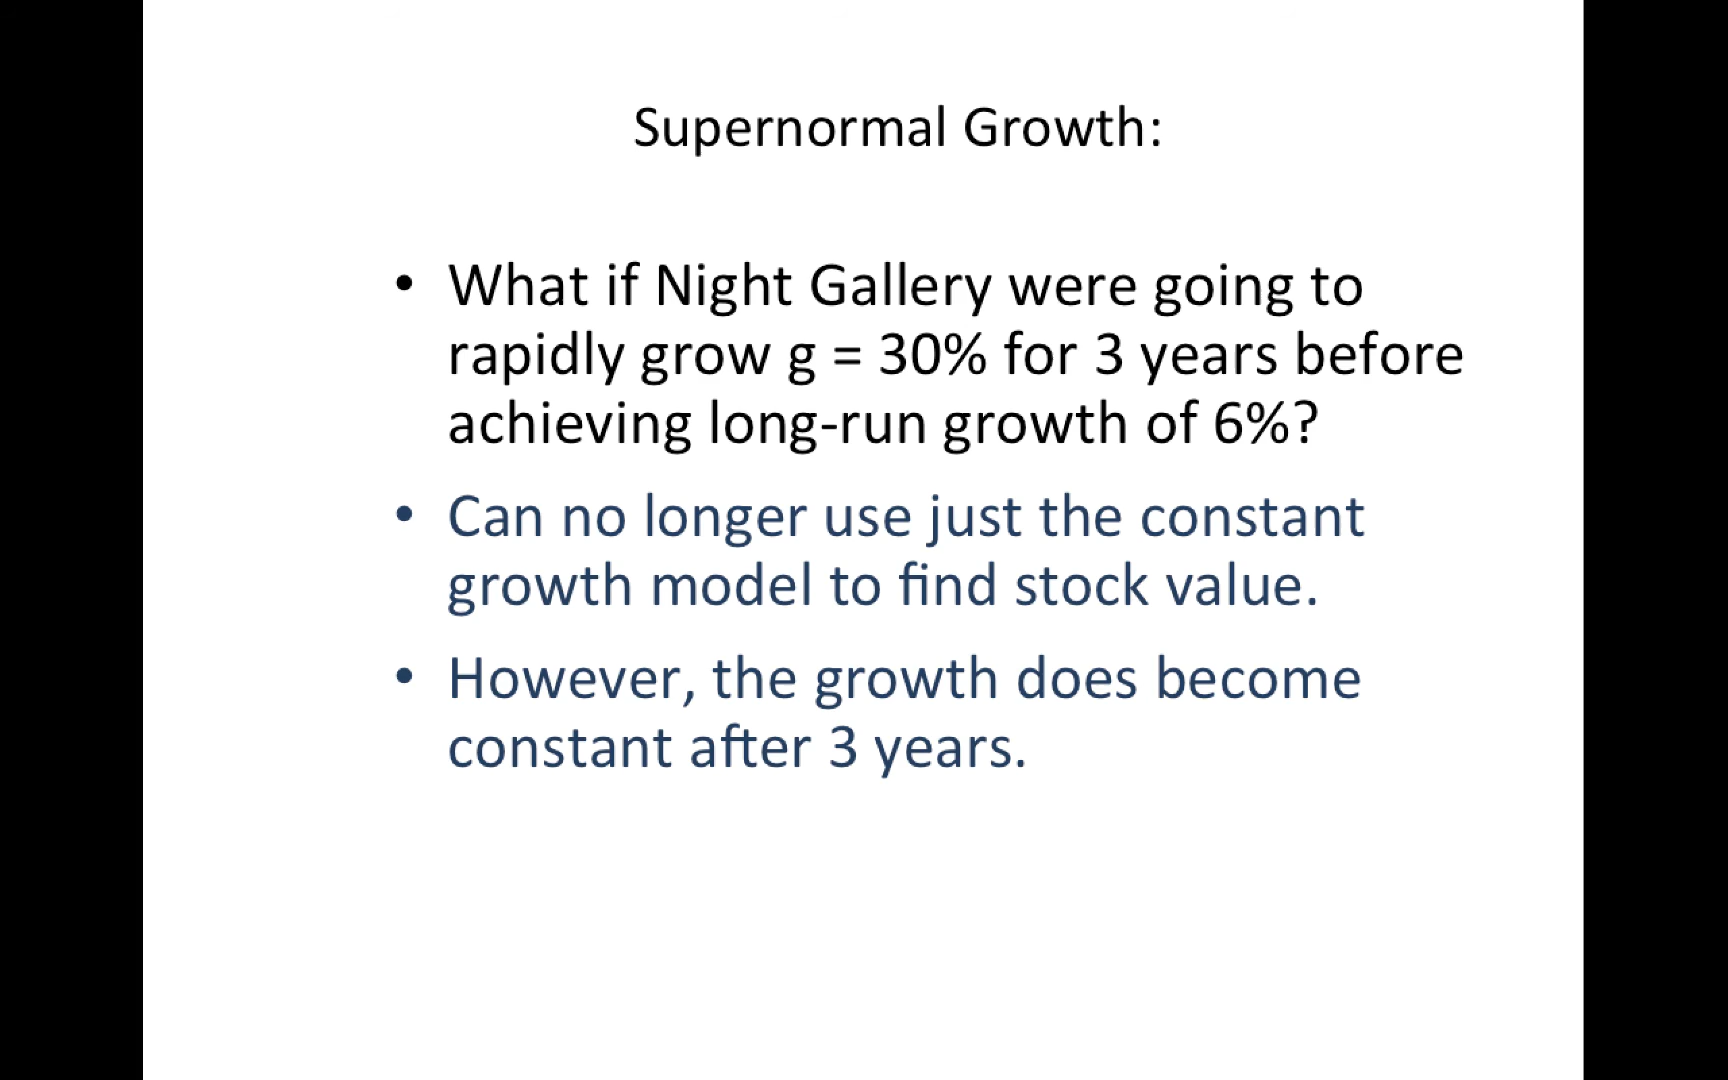 Supernormal Growth:
• What if Night Gallery were going to
rapidly grow g = 30% for 3 years before
achieving long-run growth of 6%?
• Can no longer use just the constant
growth model to find stock value.
• However, the growth does become
constant after 3 years.